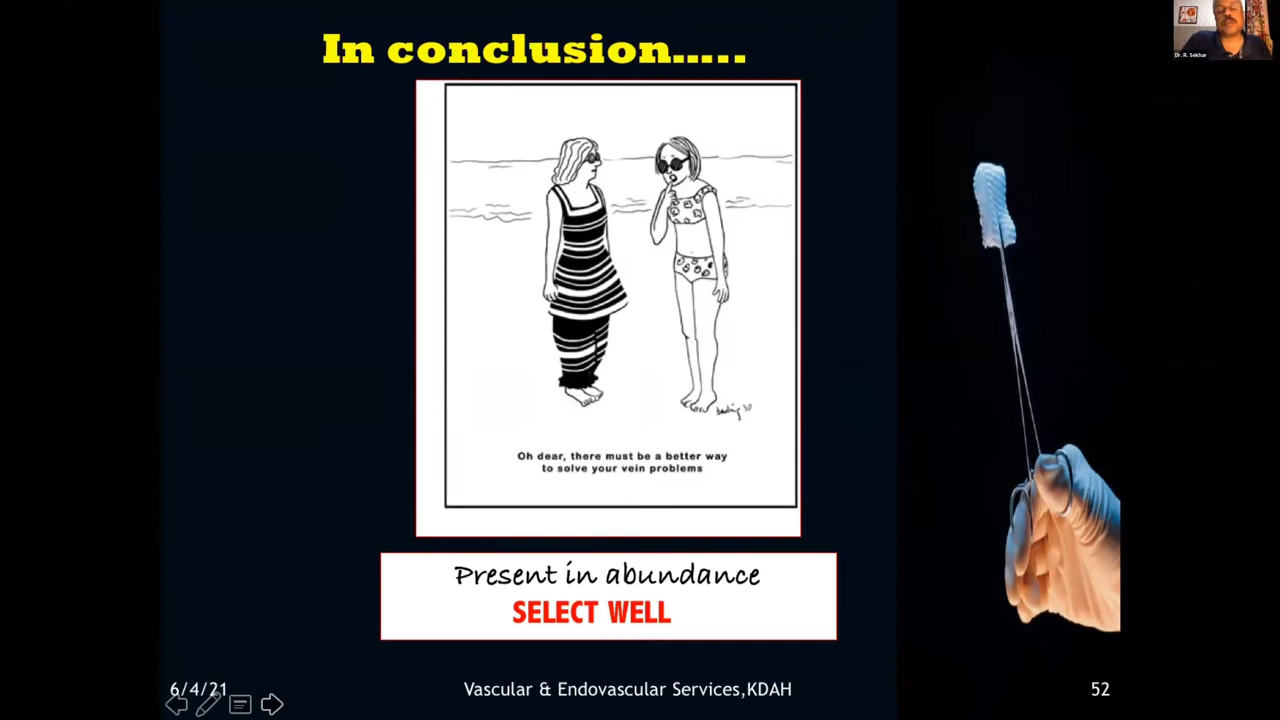 In conclusion.....
Dr. R. Sekhar
Oh dear, there must be a better way
to solve your vein problems
Present in abundance
SELECT WELL
6/4/21
Vascular & Endovascular Services,KDAH
52